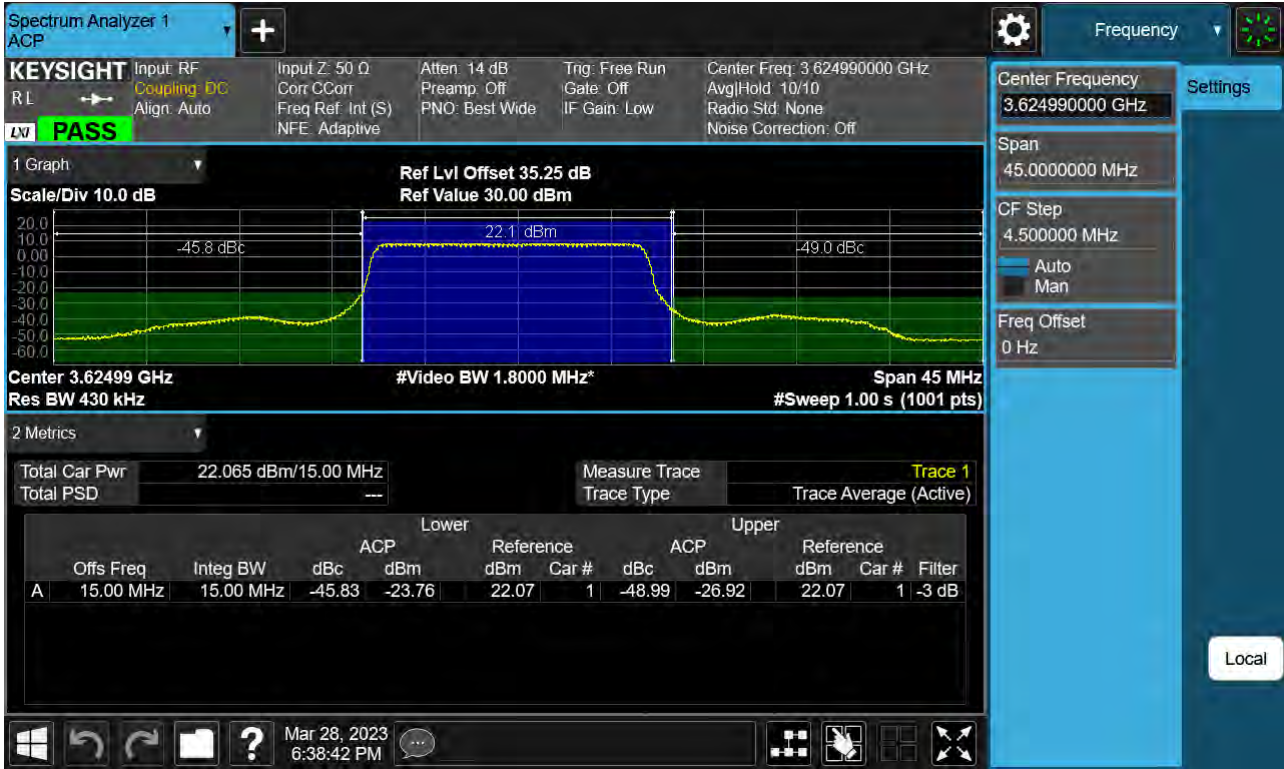 Spectrum Analyzer 1
ACP
+
Frequency
KEYSIGHT
R L
LXI
PASS
Input: RF
Coupling: DC
Align: Auto
Input Z: 50 Ω
Corr CCorr
Freq Ref: Int (S)
NFE: Adaptive
Atten: 14 dB
Preamp: Off
PNO: Best Wide
Trig: Free Run
Gate: Off
IF Gain: Low
Center Freq: 3.624990000 GHz
Avg|Hold: 10/10
Radio Std: None
Noise Correction: Off
Center Frequency
3.624990000 GHz
Settings
Span
45.0000000 MHz
CF Step
4.500000 MHz
Auto
Man
Freq Offset
0 Hz
1 Graph
Scale/Div 10.0 dB
Ref Lvl Offset 35.25 dB
Ref Value 30.00 dBm
20.0
10.0
0.00
-10.0
-20.0
-30.0
-40.0
-50.0
-60.0
-45.8 dBc
22.1 dBm
-49.0 dBc
Center 3.62499 GHz
#Video BW 1.8000 MHz*
Span 45 MHz
Res BW 430 kHz
#Sweep 1.00 s (1001 pts)
2 Metrics
Total Car Pwr 22.065 dBm/15.00 MHz
Total PSD ---
Measure Trace Trace 1
Trace Type Trace Average (Active)
Lower Upper
ACP Reference ACP Reference
Offs Freq Integ BW dBc dBm dBm Car # dBc dBm dBm Car # Filter
A 15.00 MHz 15.00 MHz -45.83 -23.76 22.07 1 -48.99 -26.92 22.07 1 -3 dB
Local
?
Mar 28, 2023
6:38:42 PM